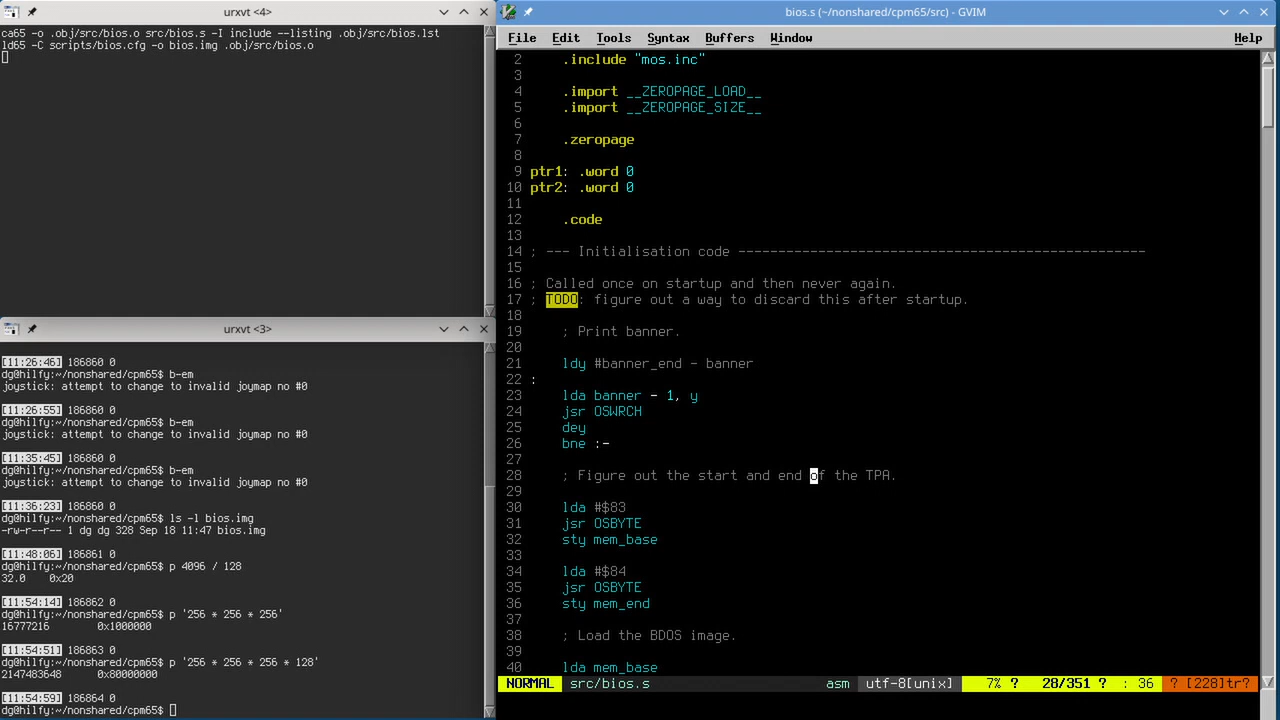 urxvt <4>
ca65 -o .obj/src/bios.o src/bios.s -I include --listing .obj/src/bios.lst
ld65 -C scripts/bios.cfg -o bios.img .obj/src/bios.o
urxvt <3>
[11:26:46] 186860 0
dg@hilfy:~/nonshared/cpm65$ b-em
joystick: attempt to change to invalid joymap no #0
[11:26:55] 186860 0
dg@hilfy:~/nonshared/cpm65$ b-em
joystick: attempt to change to invalid joymap no #0
[11:35:45] 186860 0
dg@hilfy:~/nonshared/cpm65$ b-em
joystick: attempt to change to invalid joymap no #0
[11:36:23] 186860 0
dg@hilfy:~/nonshared/cpm65$ ls -l bios.img
-rw-r--r-- 1 dg dg 328 Sep 18 11:47 bios.img
[11:48:06] 186861 0
dg@hilfy:~/nonshared/cpm65$ p 4096 / 128
32.0    0x20
[11:54:14] 186862 0
dg@hilfy:~/nonshared/cpm65$ p '256 * 256 * 256'
16777216        0x1000000
[11:54:51] 186863 0
dg@hilfy:~/nonshared/cpm65$ p '256 * 256 * 256 * 128'
2147483648      0x80000000
[11:54:59] 186864 0
dg@hilfy:~/nonshared/cpm65$
bios.s (~/nonshared/cpm65/src) - GVIM
File Edit Tools Syntax Buffers Window Help
2     .include "mos.inc"
3
4     .import __ZEROPAGE_LOAD__
5     .import __ZEROPAGE_SIZE__
6
7     .zeropage
8
9 ptr1: .word 0
10 ptr2: .word 0
11
12     .code
13
14 ; --- Initialisation code ---------------------------------------------------
15
16 ; Called once on startup and then never again.
17 ; TODO: figure out a way to discard this after startup.
18
19     ; Print banner.
20
21     ldy #banner_end - banner
22 :
23     lda banner - 1, y
24     jsr OSWRCH
25     dey
26     bne :-
27
28     ; Figure out the start and end of the TPA.
29
30     lda #$83
31     jsr OSBYTE
32     sty mem_base
33
34     lda #$84
35     jsr OSBYTE
36     sty mem_end
37
38     ; Load the BDOS image.
39
40     lda mem_base
NORMAL src/bios.s asm utf-8[unix] 7% ? 28/351 ? : 36 ? [228]tr?